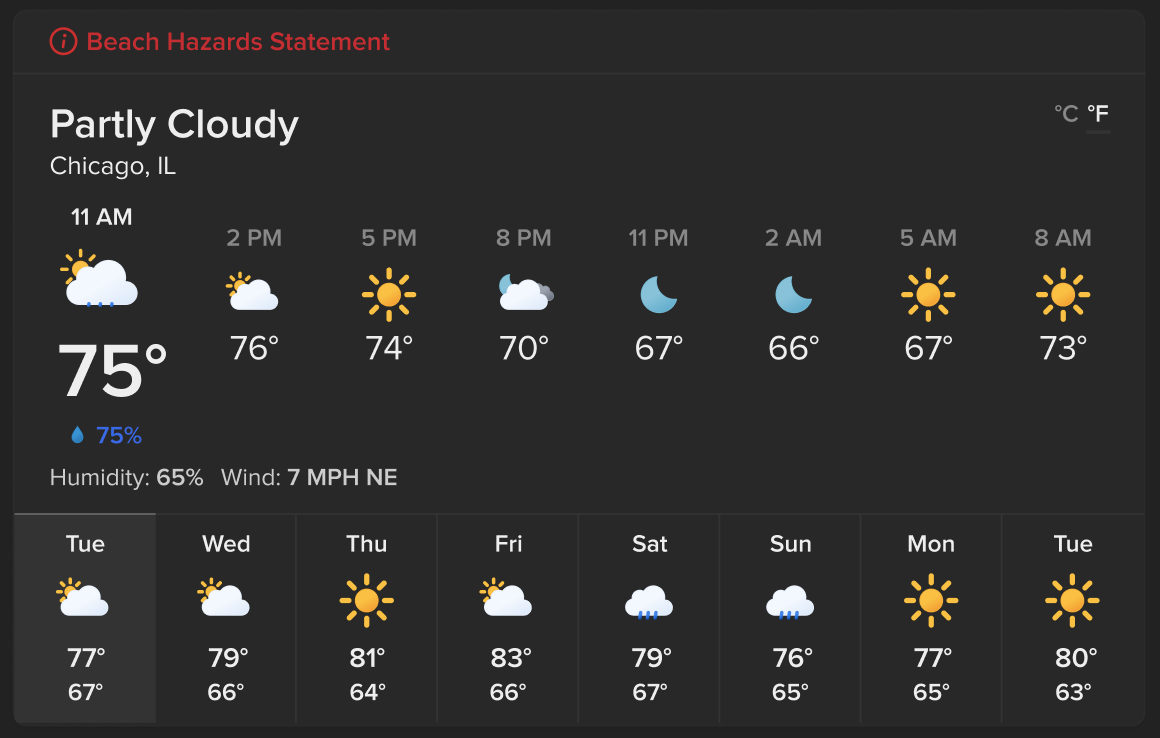 Beach Hazards Statement
Partly Cloudy
°C °F
Chicago, IL
11 AM
2 PM 5 PM 8 PM 11 PM 2 AM 5 AM 8 AM
75°
76° 74° 70° 67° 66° 67° 73°
75%
Humidity: 65% Wind: 7 MPH NE
Tue Wed Thu Fri Sat Sun Mon Tue
77° 79° 81° 83° 79° 76° 77° 80°
67° 66° 64° 66° 67° 65° 65° 63°